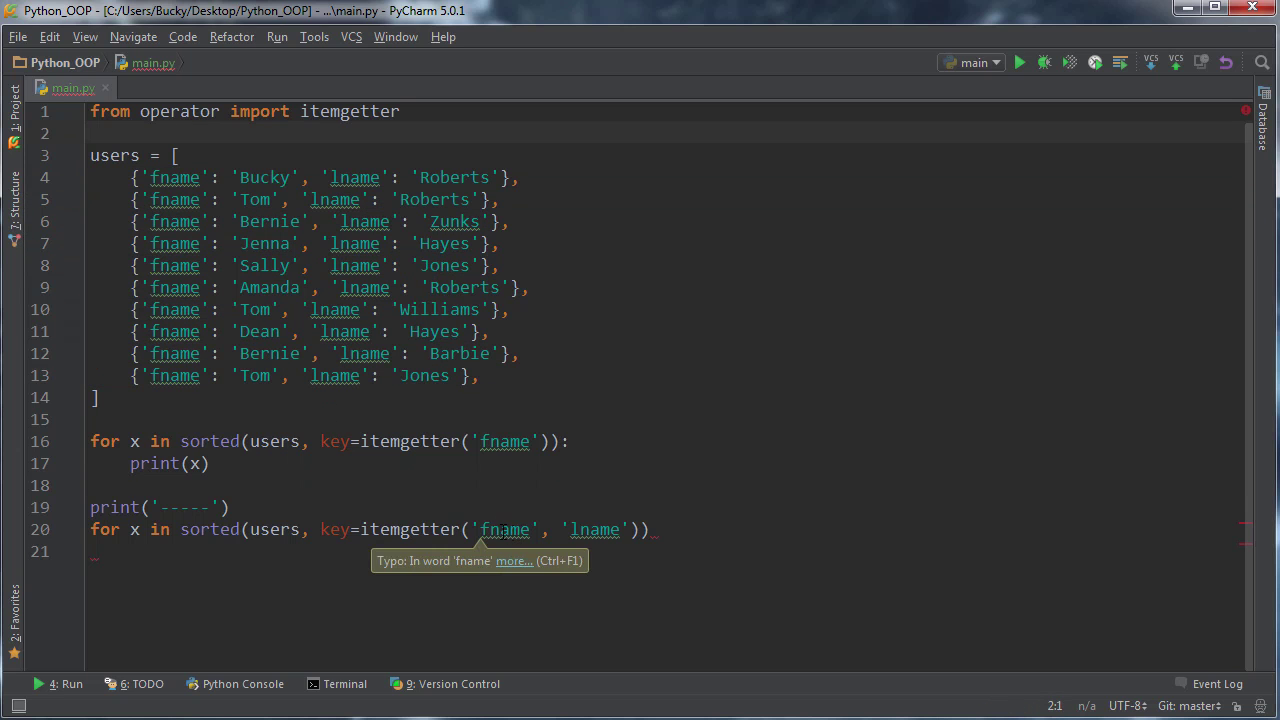 Python_OOP - [C:/Users/Bucky/Desktop/Python_OOP] - ...\main.py - PyCharm 5.0.1
File Edit View Navigate Code Refactor Run Tools VCS Window Help
Python_OOP main.py main VCS VCS
main.py
1: Project
7: Structure
2: Favorites
Database
1 from operator import itemgetter
2
3 users = [
4     {'fname': 'Bucky', 'lname': 'Roberts'},
5     {'fname': 'Tom', 'lname': 'Roberts'},
6     {'fname': 'Bernie', 'lname': 'Zunks'},
7     {'fname': 'Jenna', 'lname': 'Hayes'},
8     {'fname': 'Sally', 'lname': 'Jones'},
9     {'fname': 'Amanda', 'lname': 'Roberts'},
10     {'fname': 'Tom', 'lname': 'Williams'},
11     {'fname': 'Dean', 'lname': 'Hayes'},
12     {'fname': 'Bernie', 'lname': 'Barbie'},
13     {'fname': 'Tom', 'lname': 'Jones'},
14 ]
15
16 for x in sorted(users, key=itemgetter('fname')):
17     print(x)
18
19 print('-----')
20 for x in sorted(users, key=itemgetter('fname', 'lname'))
21
Typo: In word 'fname' more... (Ctrl+F1)
4: Run 6: TODO Python Console Terminal 9: Version Control Event Log
2:1 n/a UTF-8 Git: master